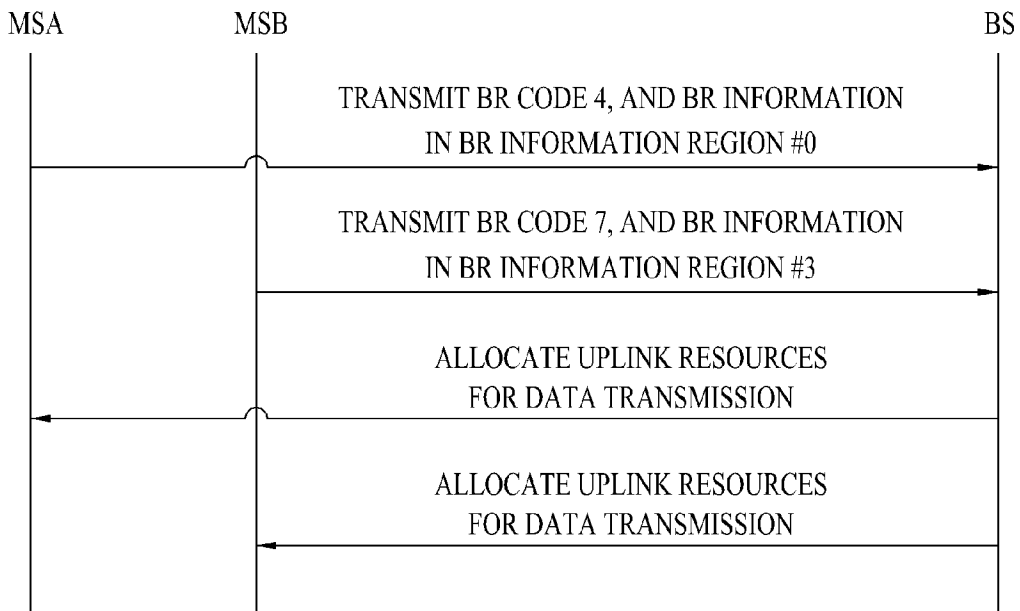 MSA MSB BS
TRANSMIT BR CODE 4, AND BR INFORMATION
IN BR INFORMATION REGION #0
TRANSMIT BR CODE 7, AND BR INFORMATION
IN BR INFORMATION REGION #3
ALLOCATE UPLINK RESOURCES
FOR DATA TRANSMISSION
ALLOCATE UPLINK RESOURCES
FOR DATA TRANSMISSION